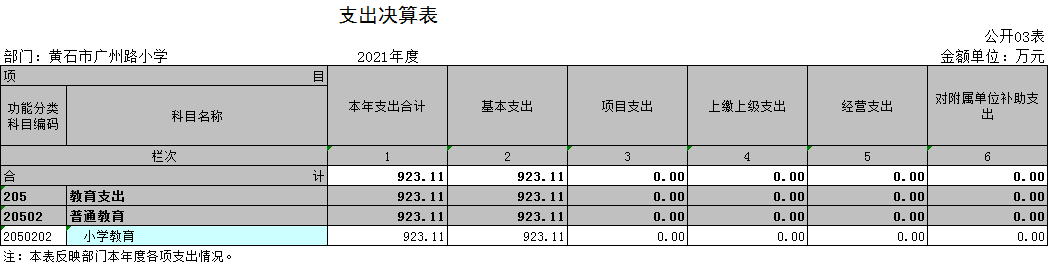 支出决算表
公开03表
部门：黄石市广州路小学 2021年度 金额单位：万元
项 目 本年支出合计 基本支出 项目支出 上缴上级支出 经营支出 对附属单位补助支出
功能分类科目编码 科目名称
栏次 1 2 3 4 5 6
合 计 923.11 923.11 0.00 0.00 0.00 0.00
205 教育支出 923.11 923.11 0.00 0.00 0.00 0.00
20502 普通教育 923.11 923.11 0.00 0.00 0.00 0.00
2050202 小学教育 923.11 923.11 0.00 0.00 0.00 0.00
注：本表反映部门本年度各项支出情况。